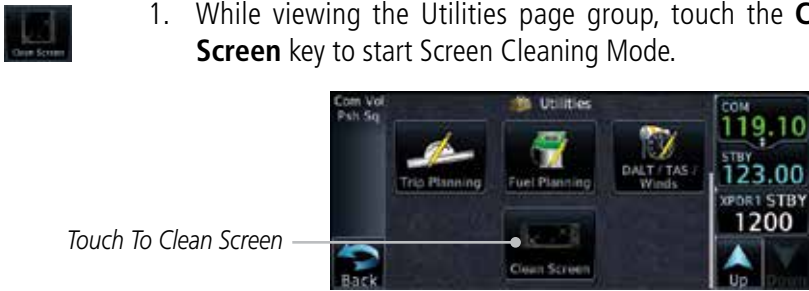 1. While viewing the Utilities page group, touch the C
Screen key to start Screen Cleaning Mode.
Clean Screen
Com Vol
Psh Sq
Utilities
COM
119.10
Trip Planning
Fuel Planning
DALT / TAS /
Winds
STBY
123.00
XPDR1 STBY
1200
Touch To Clean Screen
Clean Screen
Back
Up
Down